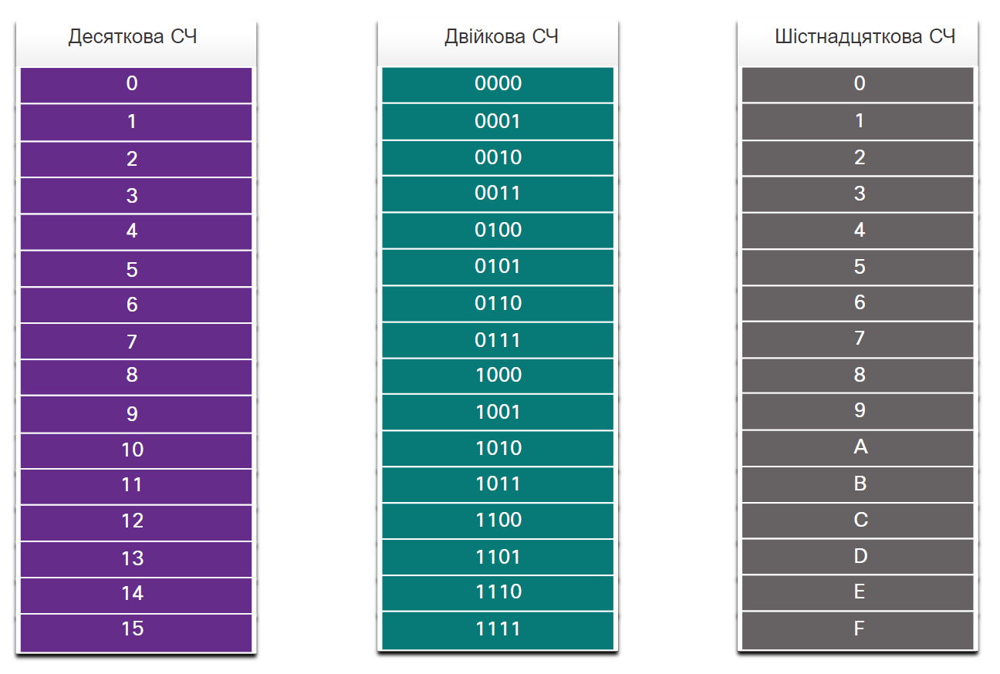 Десяткова СЧ Двійкова СЧ Шістнадцяткова СЧ
0 0000 0
1 0001 1
2 0010 2
3 0011 3
4 0100 4
5 0101 5
6 0110 6
7 0111 7
8 1000 8
9 1001 9
10 1010 A
11 1011 B
12 1100 C
13 1101 D
14 1110 E
15 1111 F